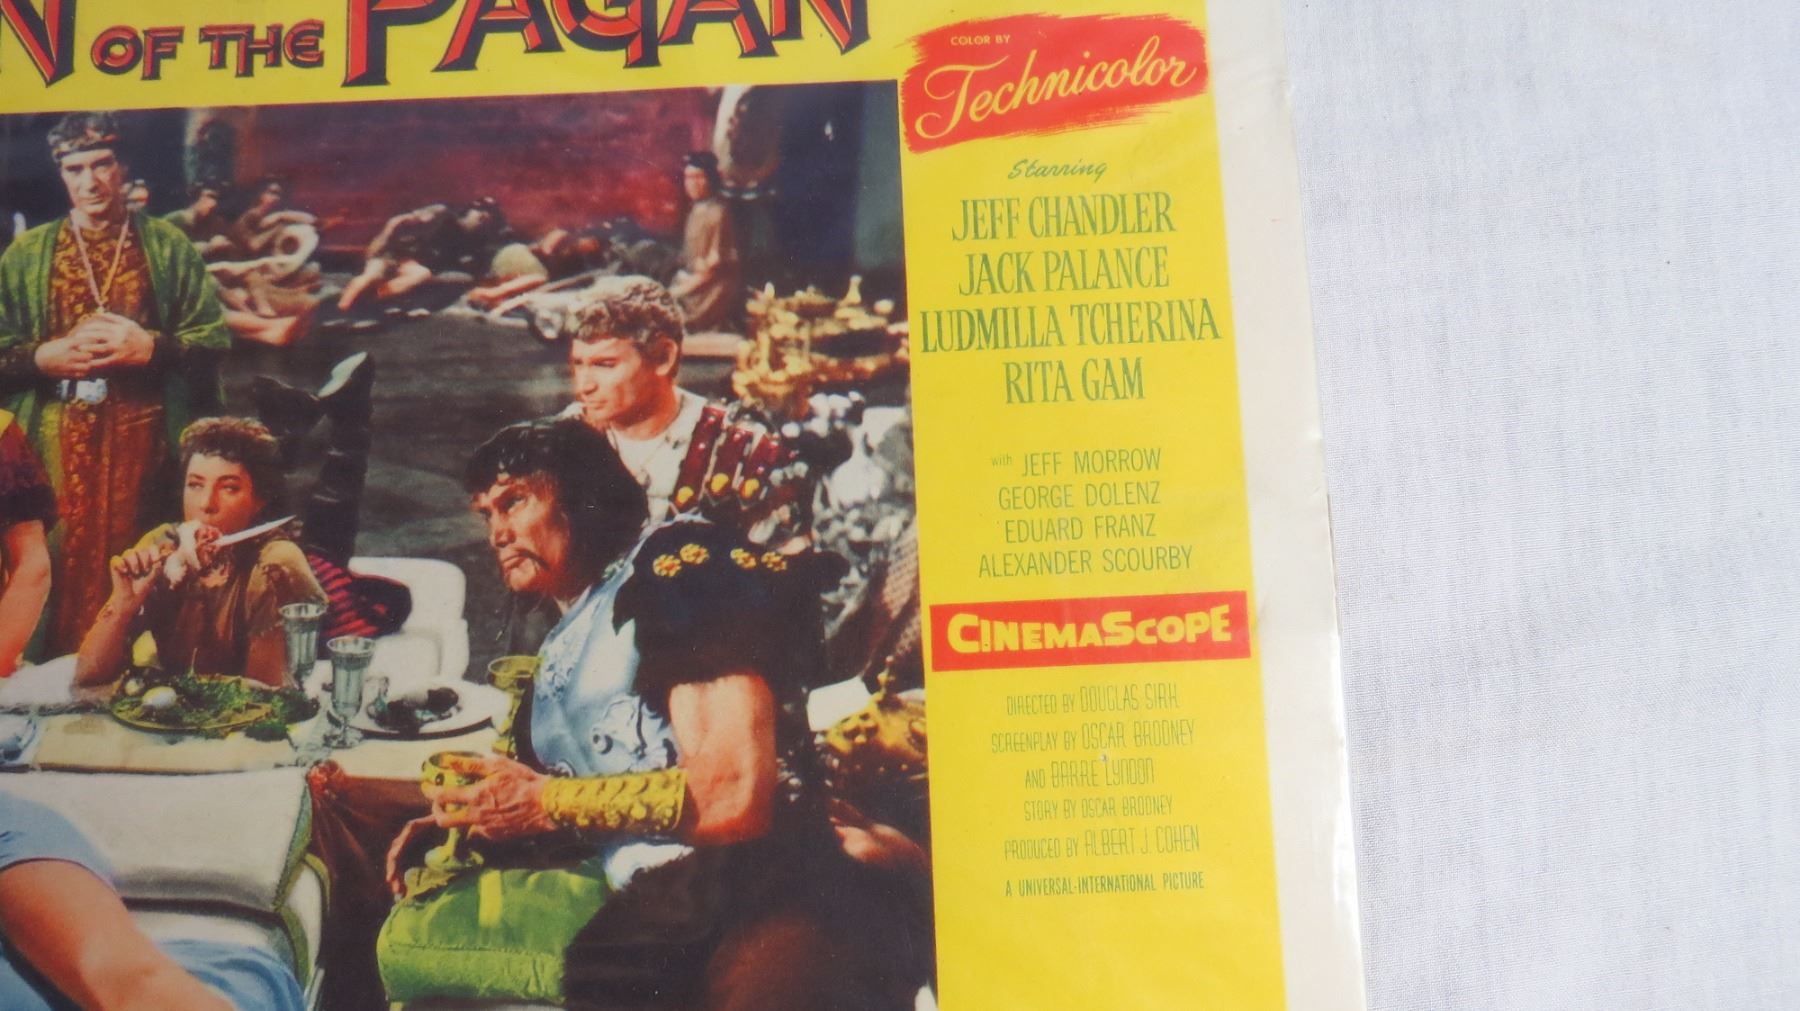 N OF THE PAGAN
COLOR BY
Technicolor
Starring
JEFF CHANDLER
JACK PALANCE
LUDMILLA TCHERINA
RITA GAM
with JEFF MORROW
GEORGE DOLENZ
EDUARD FRANZ
ALEXANDER SCOURBY
CINEMASCOPE
DIRECTED BY DOUGLAS SIRK
SCREENPLAY BY OSCAR BRODNEY
AND BARRE LYNDON
STORY BY OSCAR BRODNEY
PRODUCED BY ALBERT J. COHEN
A UNIVERSAL-INTERNATIONAL PICTURE